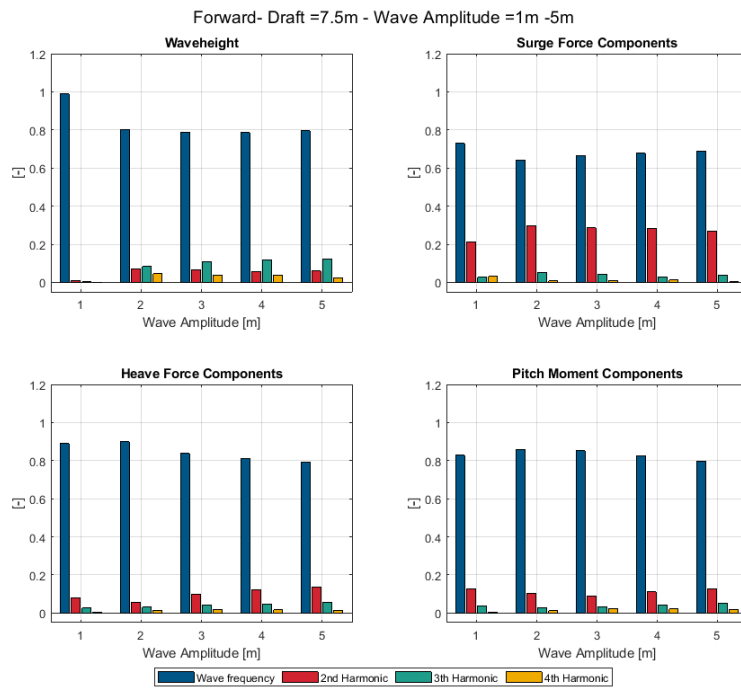 Forward- Draft =7.5m - Wave Amplitude =1m -5m
Waveheight
1.2
1
0.8
0.6
0.4
0.2
0
[-]
1 2 3 4 5
Wave Amplitude [m]
Surge Force Components
1.2
1
0.8
0.6
0.4
0.2
0
[-]
1 2 3 4 5
Wave Amplitude [m]
Heave Force Components
1.2
1
0.8
0.6
0.4
0.2
0
[-]
1 2 3 4 5
Wave Amplitude [m]
Pitch Moment Components
1.2
1
0.8
0.6
0.4
0.2
0
[-]
1 2 3 4 5
Wave Amplitude [m]
Wave frequency 2nd Harmonic 3th Harmonic 4th Harmonic